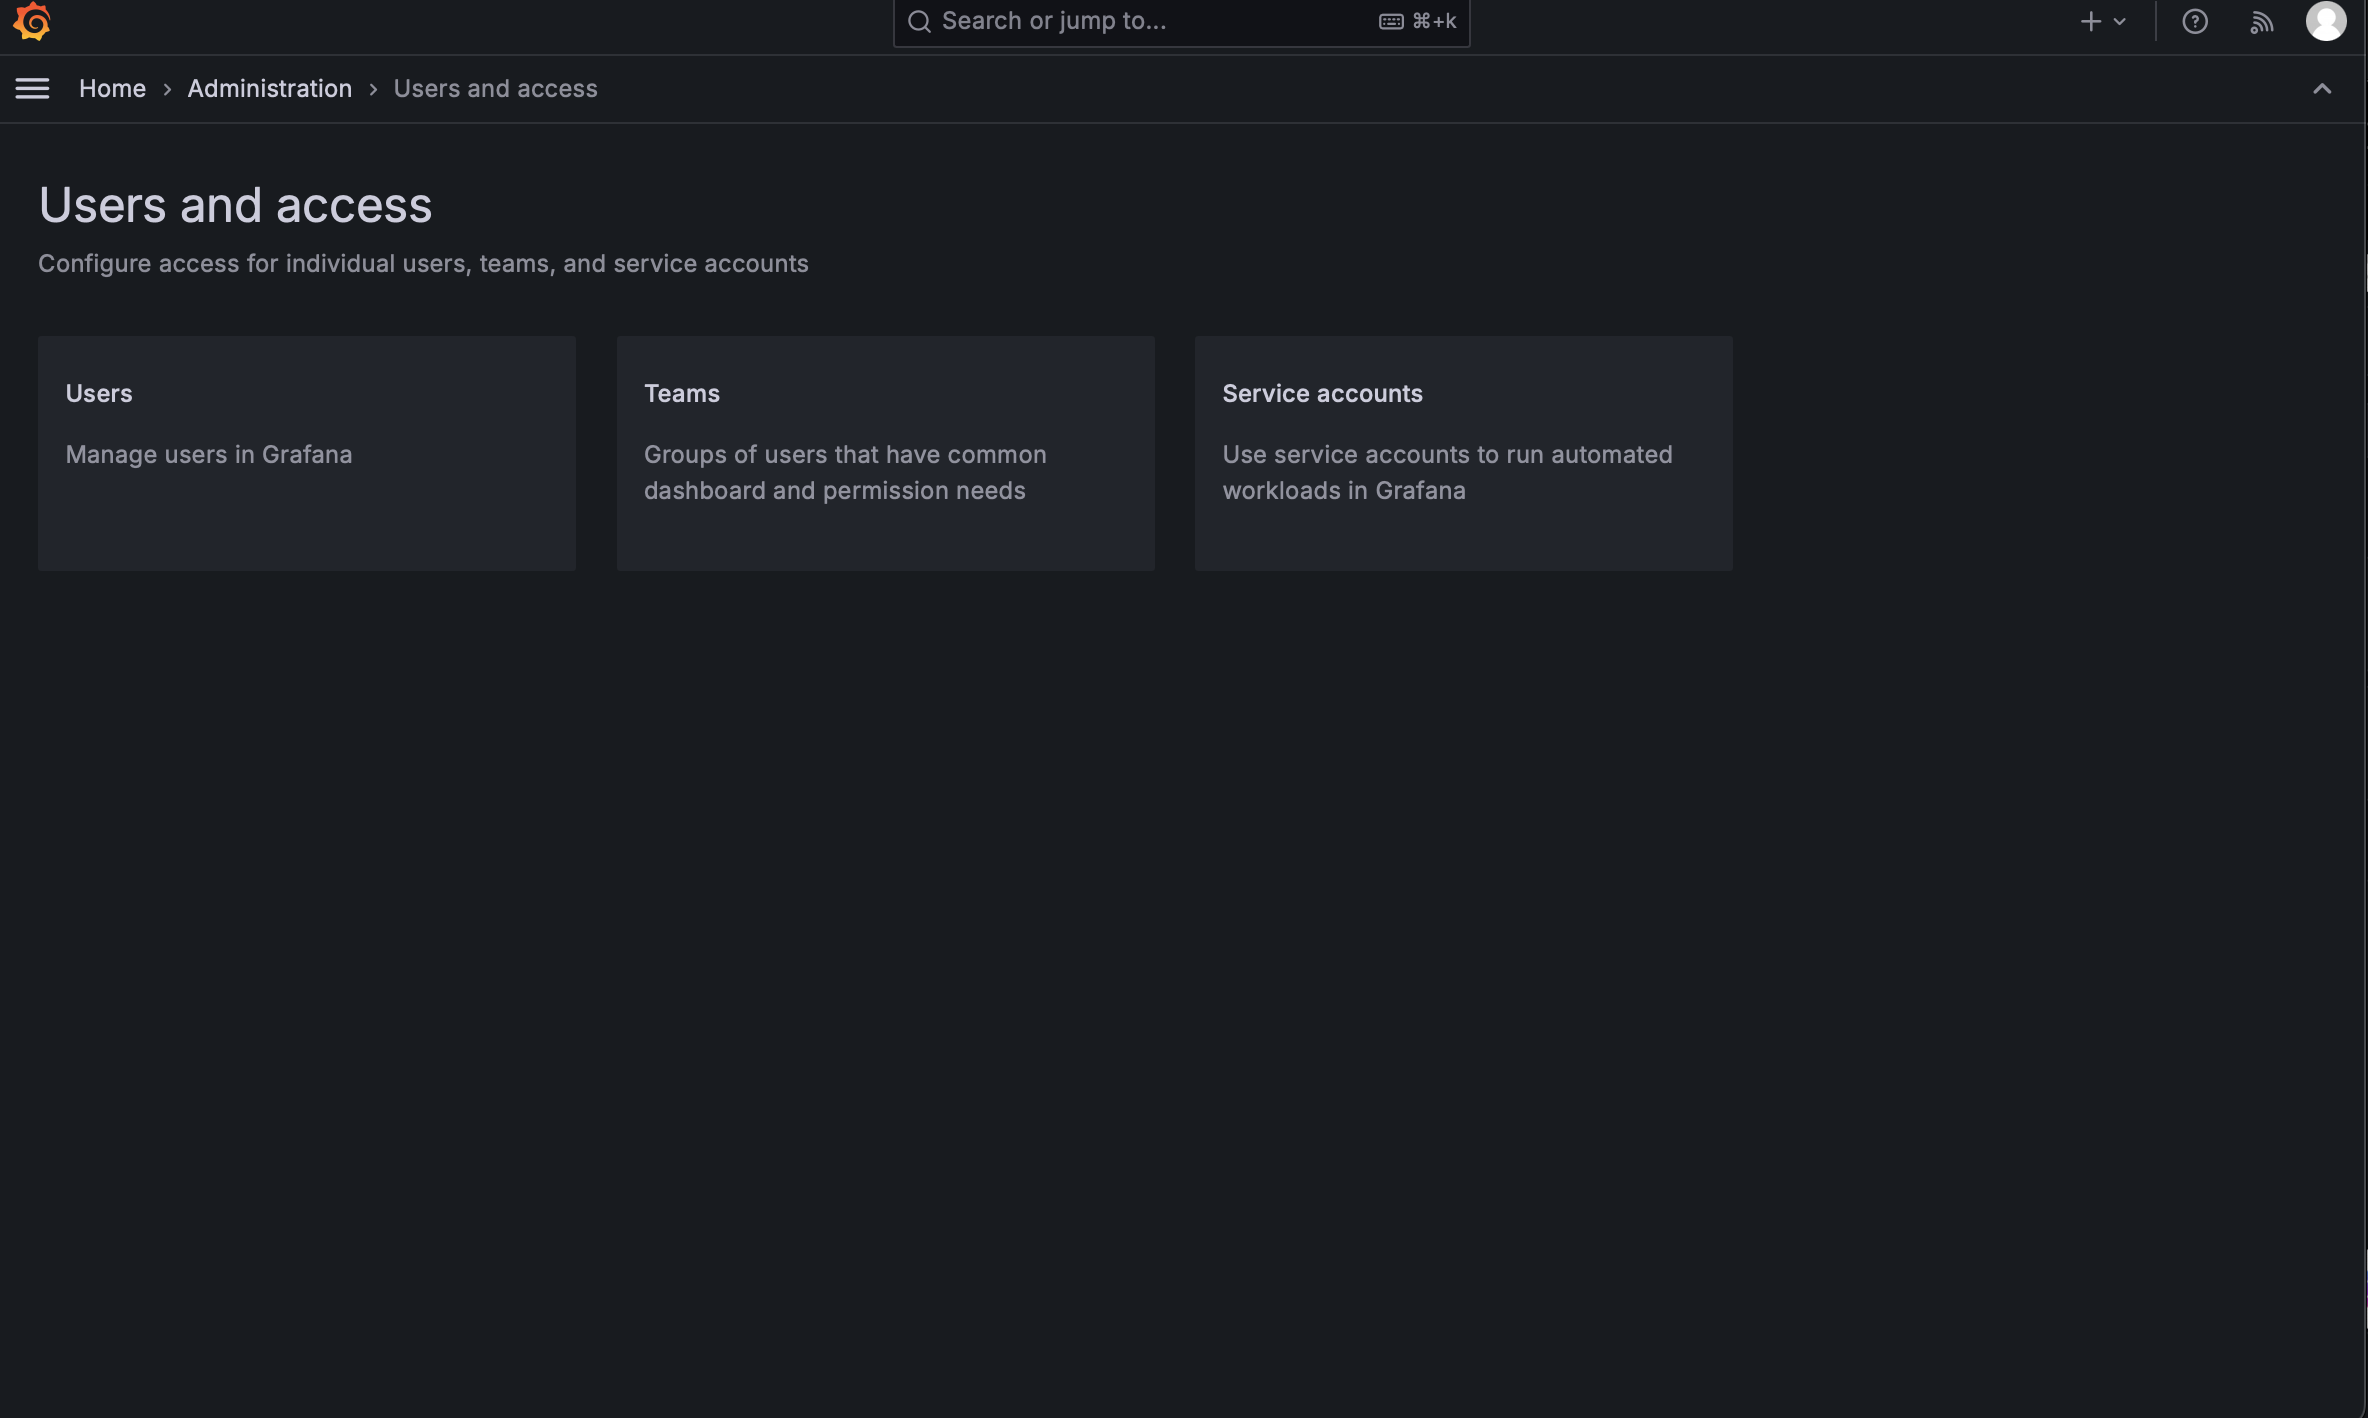 Search or jump to...
⌘+k
Home › Administration › Users and access
Users and access
Configure access for individual users, teams, and service accounts
Users
Manage users in Grafana
Teams
Groups of users that have common
dashboard and permission needs
Service accounts
Use service accounts to run automated
workloads in Grafana